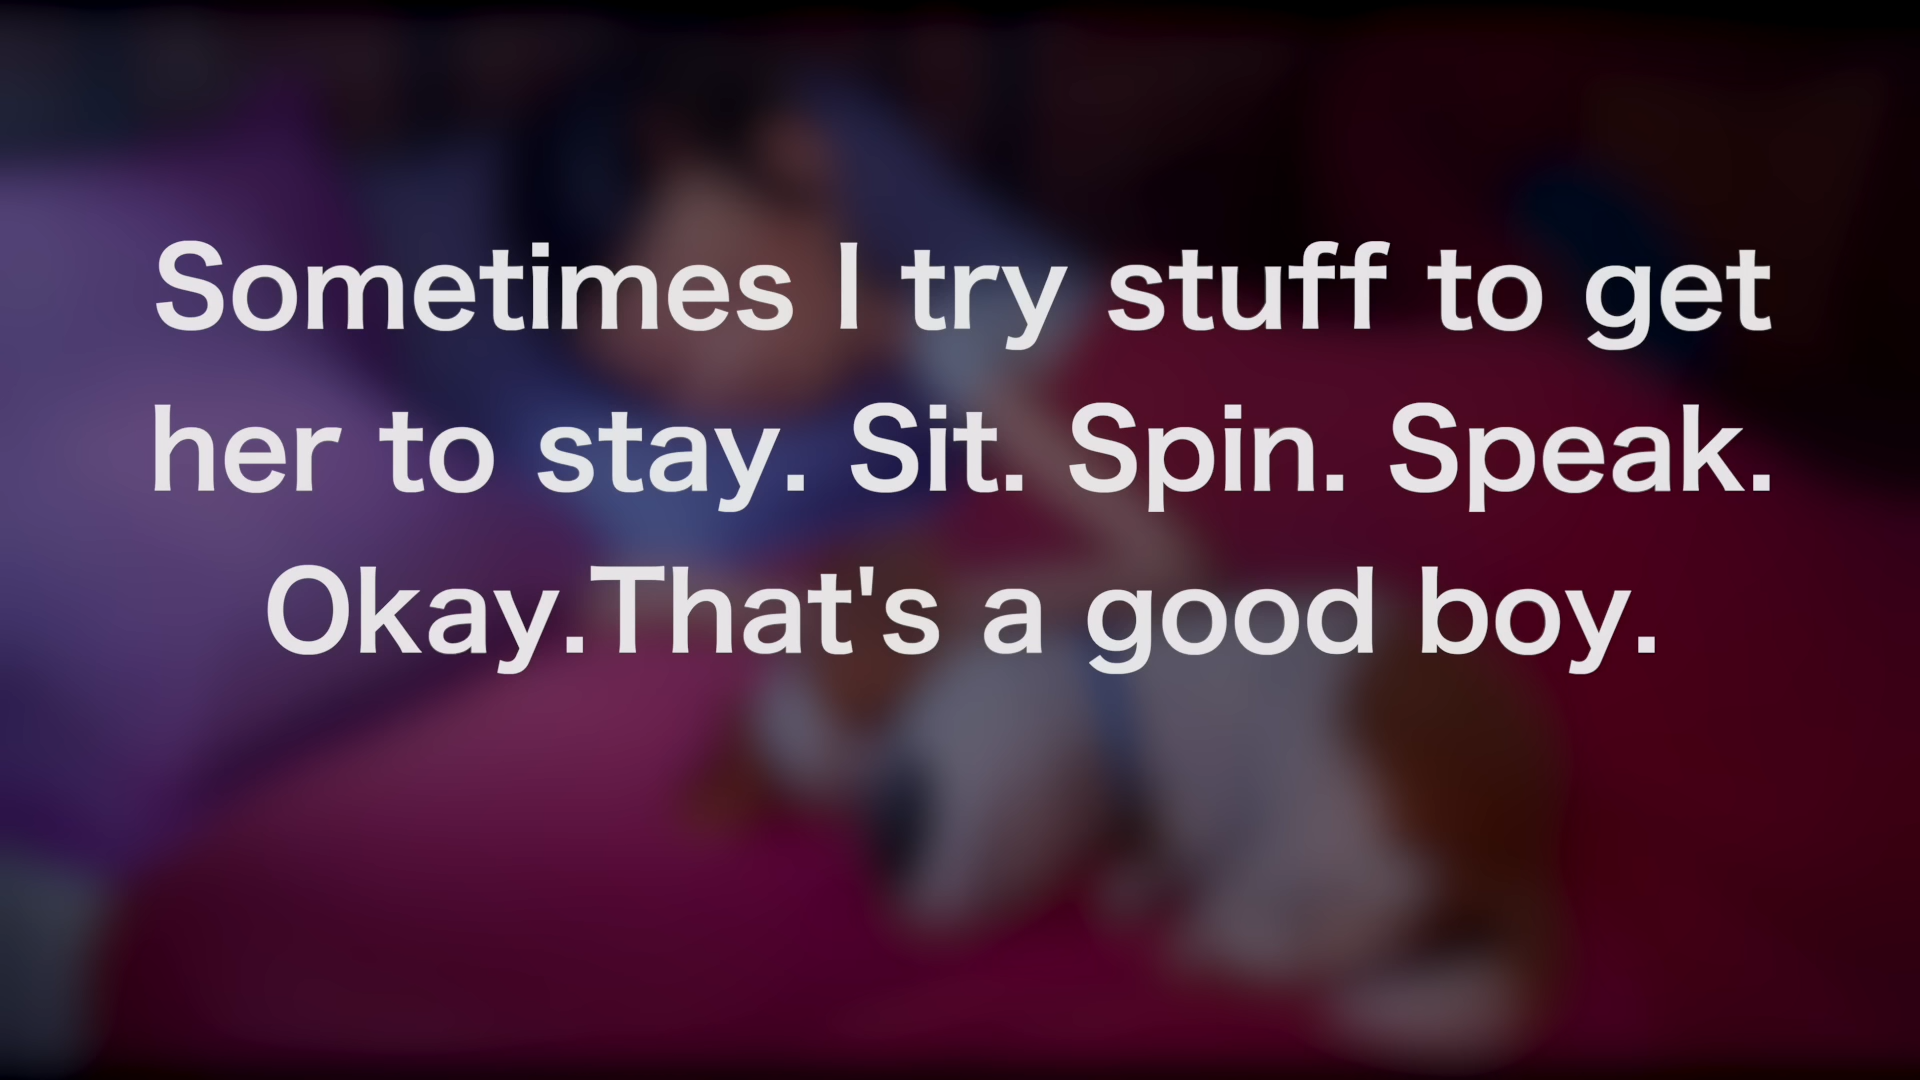 Sometimes I try stuff to get
her to stay. Sit. Spin. Speak.
Okay.That's a good boy.